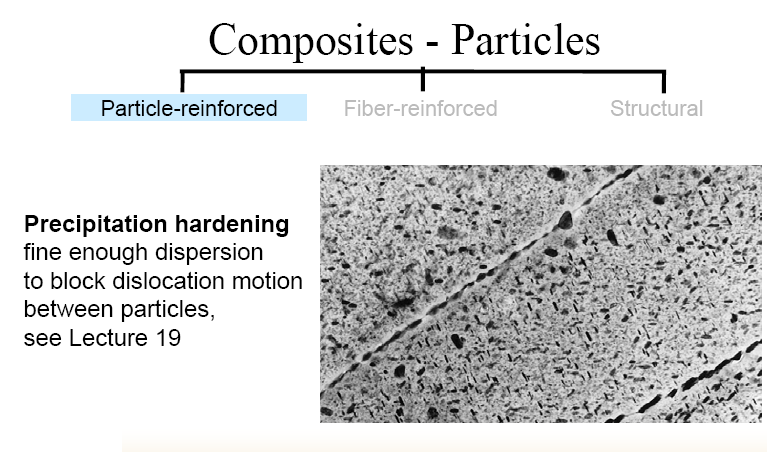 Composites - Particles
Particle-reinforced
Fiber-reinforced
Structural
Precipitation hardening
fine enough dispersion
to block dislocation motion
between particles,
see Lecture 19